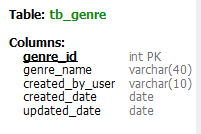 Table: tb_genre
Columns:
genre_id int PK
genre_name varchar(40)
created_by_user varchar(10)
created_date date
updated_date date